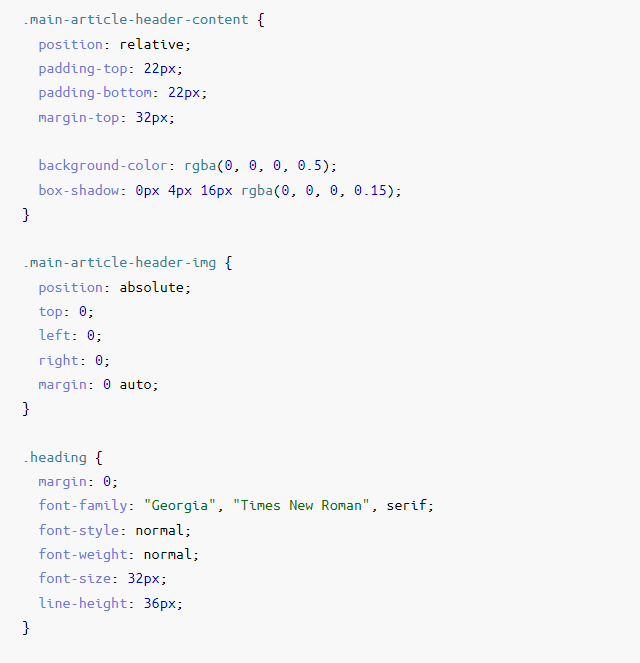 .main-article-header-content {
  position: relative;
  padding-top: 22px;
  padding-bottom: 22px;
  margin-top: 32px;

  background-color: rgba(0, 0, 0, 0.5);
  box-shadow: 0px 4px 16px rgba(0, 0, 0, 0.15);
}

.main-article-header-img {
  position: absolute;
  top: 0;
  left: 0;
  right: 0;
  margin: 0 auto;
}

.heading {
  margin: 0;
  font-family: "Georgia", "Times New Roman", serif;
  font-style: normal;
  font-weight: normal;
  font-size: 32px;
  line-height: 36px;
}